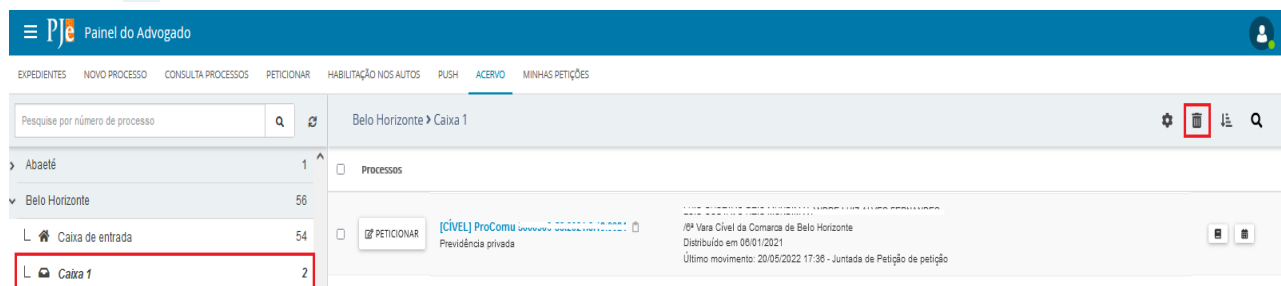 PJe Painel do Advogado
EXPEDIENTES NOVO PROCESSO CONSULTA PROCESSOS PETICIONAR HABILITAÇÃO NOS AUTOS PUSH ACERVO MINHAS PETIÇÕES
Pesquise por número de processo
Belo Horizonte > Caixa 1
Abaeté 1
Processos
Belo Horizonte 56
Caixa de entrada 54
Caixa 1 2
PETICIONAR
[CÍVEL] ProComu
Previdência privada
/6ª Vara Cível da Comarca de Belo Horizonte
Distribuído em 06/01/2021
Último movimento: 20/05/2022 17:36 - Juntada de Petição de petição